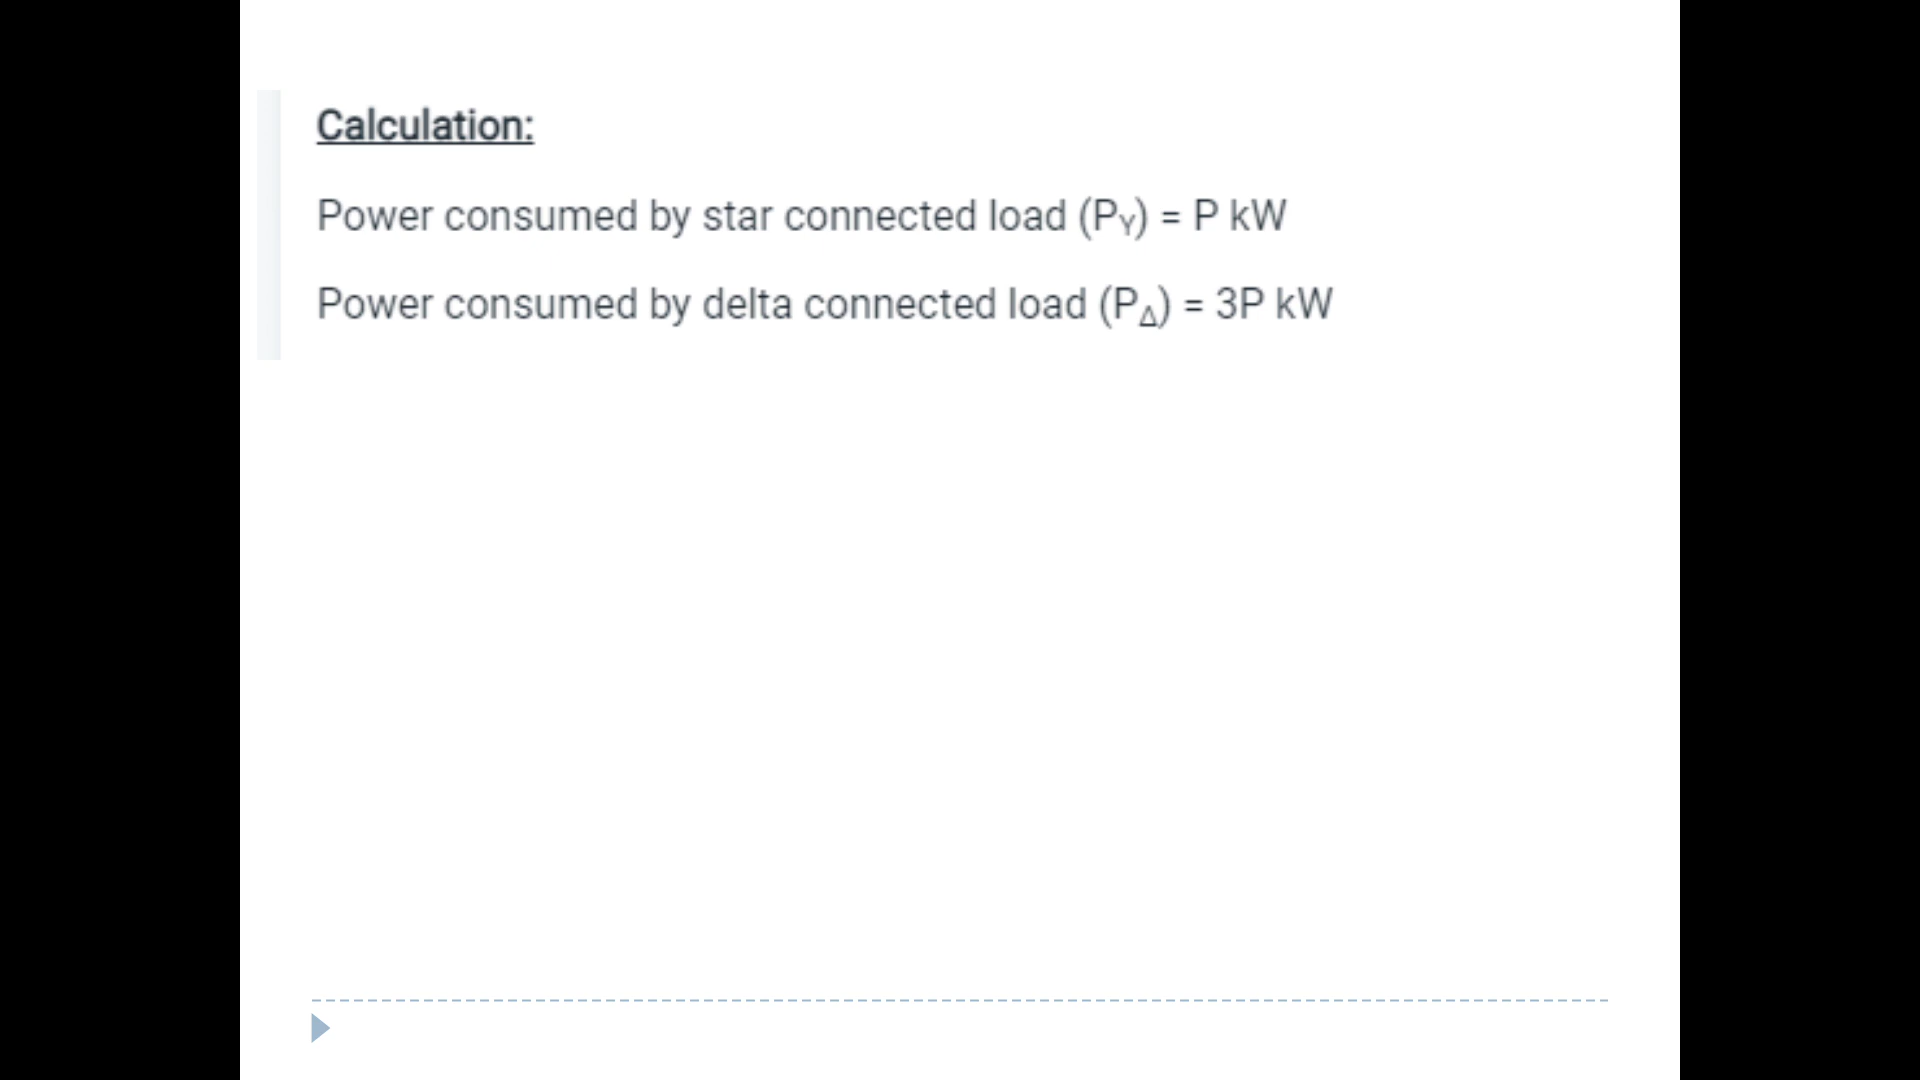 Calculation:
Power consumed by star connected load (PY) = P kW
Power consumed by delta connected load (PΔ) = 3P kW